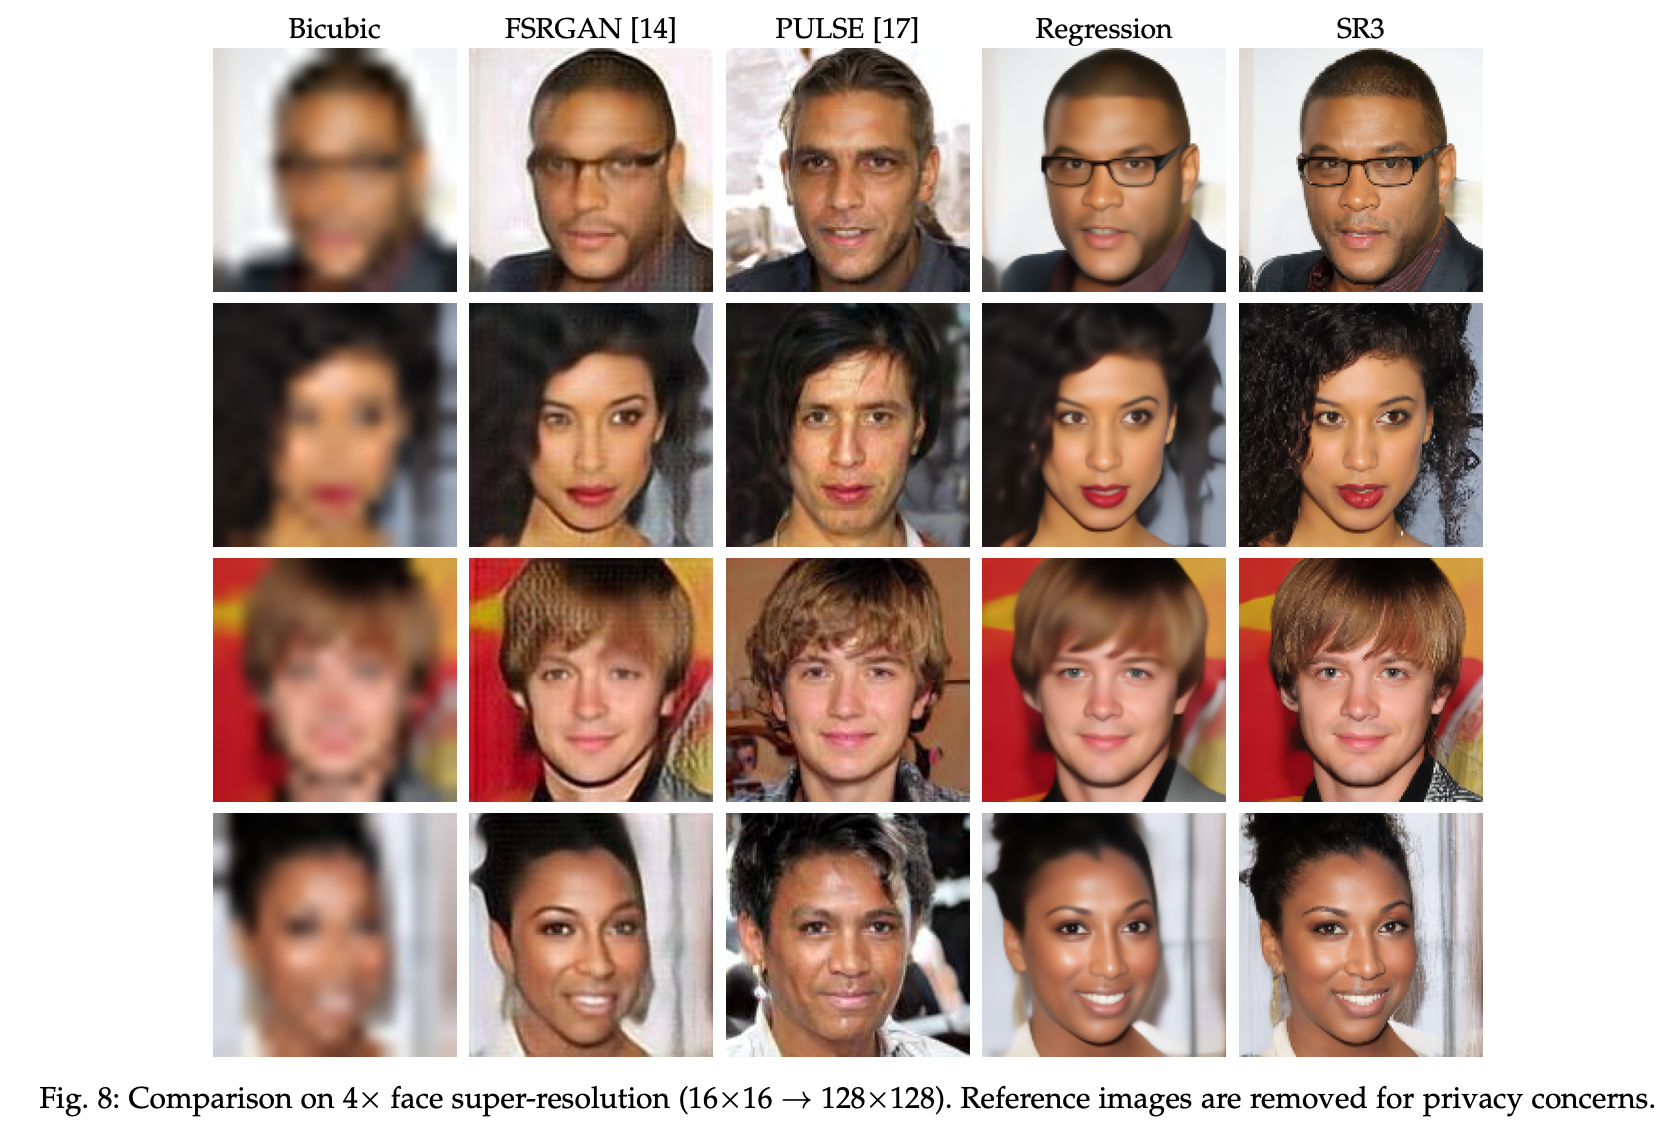 Bicubic FSRGAN [14] PULSE [17] Regression SR3
Fig. 8: Comparison on 4× face super-resolution (16×16 → 128×128). Reference images are removed for privacy concerns.